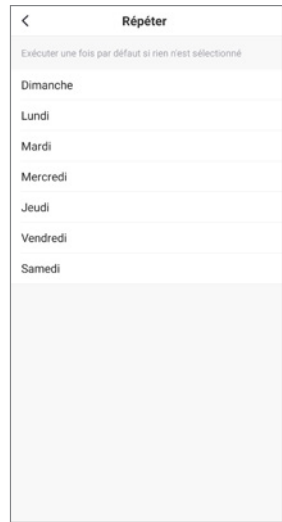 Répéter
Exécuter une fois par défaut si rien n'est sélectionné
Dimanche
Lundi
Mardi
Mercredi
Jeudi
Vendredi
Samedi